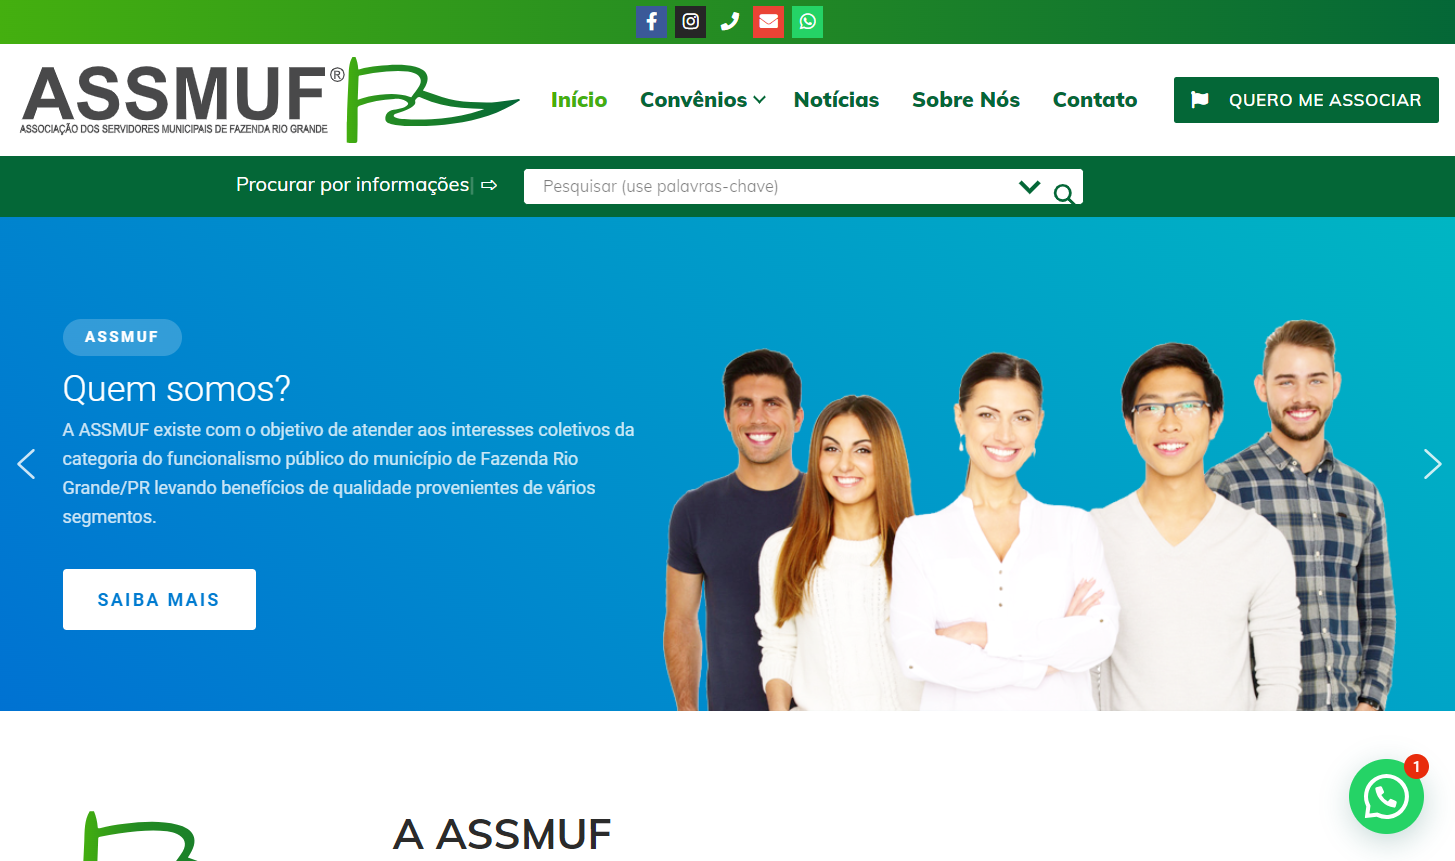 ASSMUF®
ASSOCIAÇÃO DOS SERVIDORES MUNICIPAIS DE FAZENDA RIO GRANDE
Início
Convênios
Notícias
Sobre Nós
Contato
QUERO ME ASSOCIAR
Procurar por informações| ⇨
Pesquisar (use palavras-chave)
ASSMUF
Quem somos?
A ASSMUF existe com o objetivo de atender aos interesses coletivos da
categoria do funcionalismo público do município de Fazenda Rio
Grande/PR levando benefícios de qualidade provenientes de vários
segmentos.
SAIBA MAIS
1
A ASSMUF